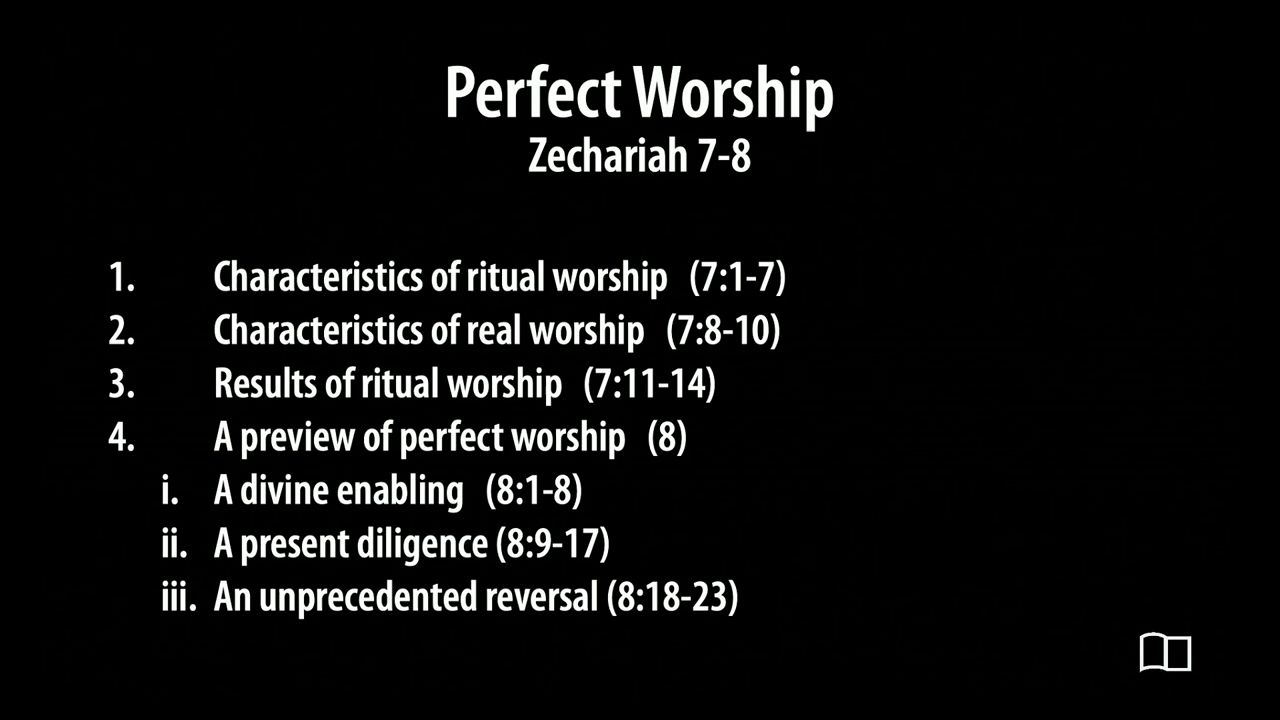 Perfect Worship
Zechariah 7-8
1. Characteristics of ritual worship (7:1-7)
2. Characteristics of real worship (7:8-10)
3. Results of ritual worship (7:11-14)
4. A preview of perfect worship (8)
i. A divine enabling (8:1-8)
ii. A present diligence (8:9-17)
iii. An unprecedented reversal (8:18-23)